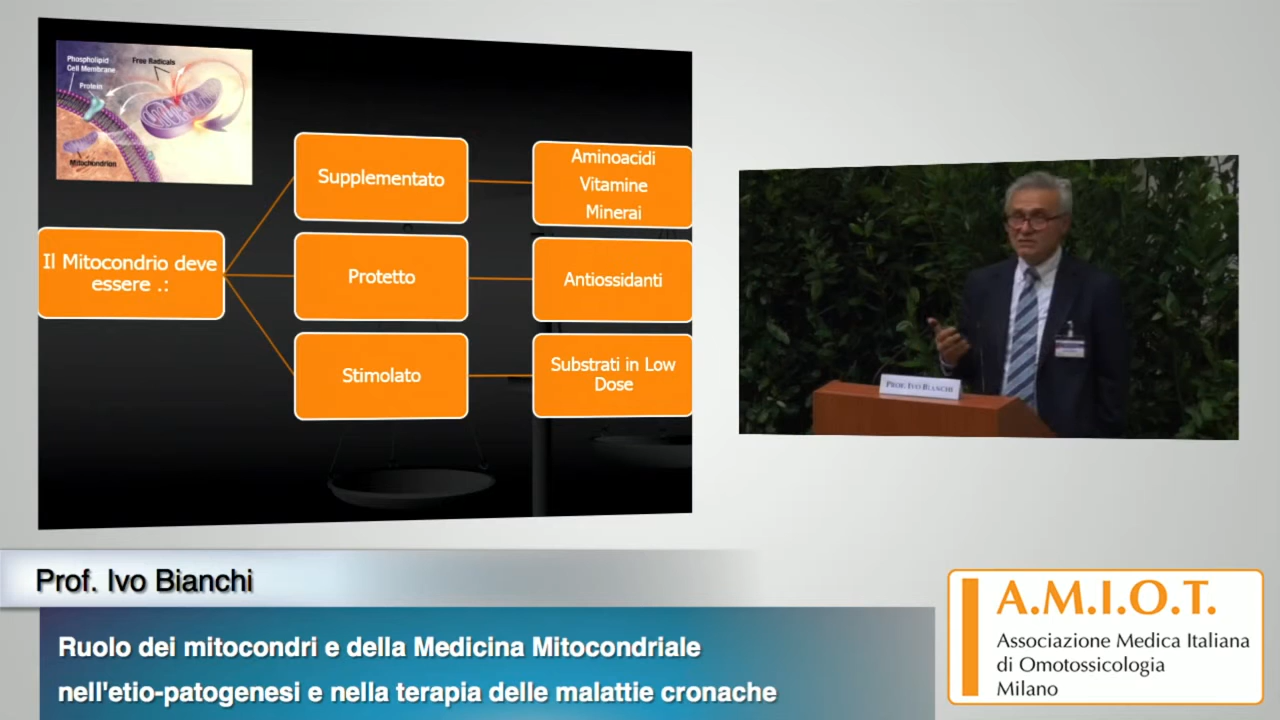 Phospholipid
Cell Membrane
Free Radicals
Protein
Mitochondrion
Il Mitocondrio deve
essere .:
Supplementato
Protetto
Stimolato
Aminoacidi
Vitamine
Minerai
Antiossidanti
Substrati in Low
Dose
PROF. IVO BIANCHI
Prof. Ivo Bianchi
Ruolo dei mitocondri e della Medicina Mitocondriale
nell'etio-patogenesi e nella terapia delle malattie croniche
A.M.I.O.T.
Associazione Medica Italiana
di Omotossicologia
Milano